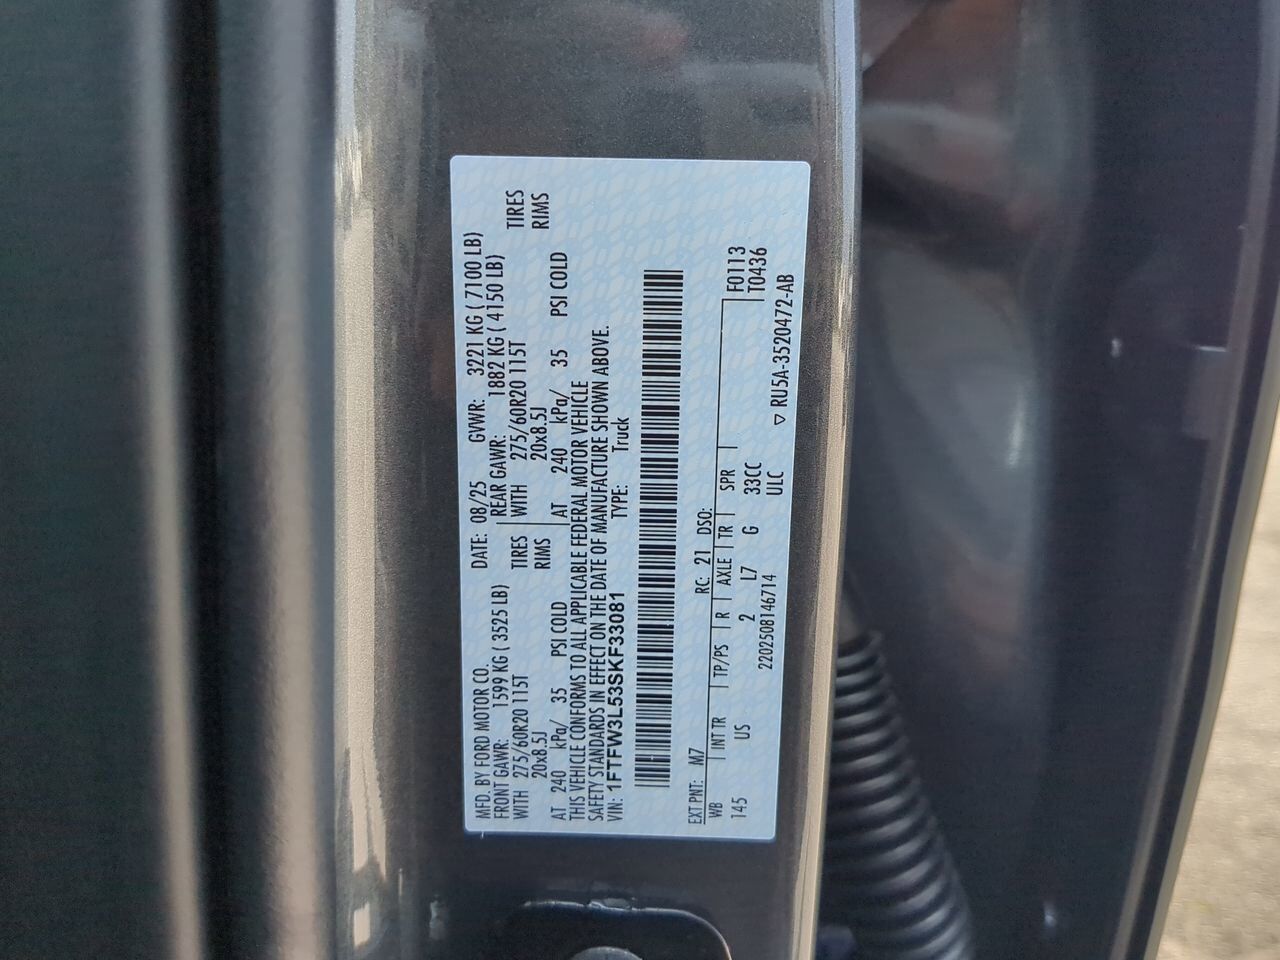 MFD. BY FORD MOTOR CO. DATE: 08/25 GVWR: 3221 KG ( 7100 LB)
FRONT GAWR: 1599 KG ( 3525 LB) REAR GAWR: 1882 KG ( 4150 LB)
WITH 275/60R20 115T TIRES WITH 275/60R20 115T TIRES
20x8.5J RIMS 20x8.5J RIMS
AT 240 kPa/ 35 PSI COLD AT 240 kPa/ 35 PSI COLD
THIS VEHICLE CONFORMS TO ALL APPLICABLE FEDERAL MOTOR VEHICLE
SAFETY STANDARDS IN EFFECT ON THE DATE OF MANUFACTURE SHOWN ABOVE.
VIN: 1FTFW3L53SKF33081 TYPE: Truck
EXT PNT: M7 RC: 21 DSO:
WB INT TR TP/PS R AXLE TR SPR F0113
145 US 2 L7 G 33CC T0436
ULC
2202508146714 ▽ RU5A-3520472-AB